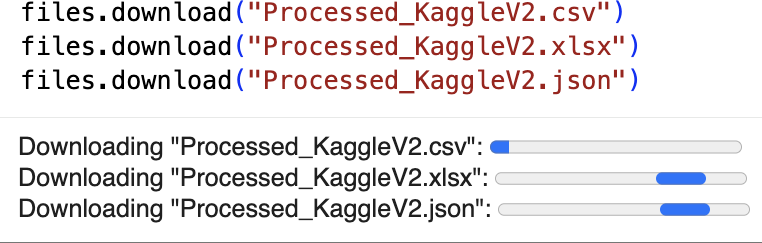 files.download("Processed_KaggleV2.csv")
files.download("Processed_KaggleV2.xlsx")
files.download("Processed_KaggleV2.json")
Downloading "Processed_KaggleV2.csv":
Downloading "Processed_KaggleV2.xlsx":
Downloading "Processed_KaggleV2.json":